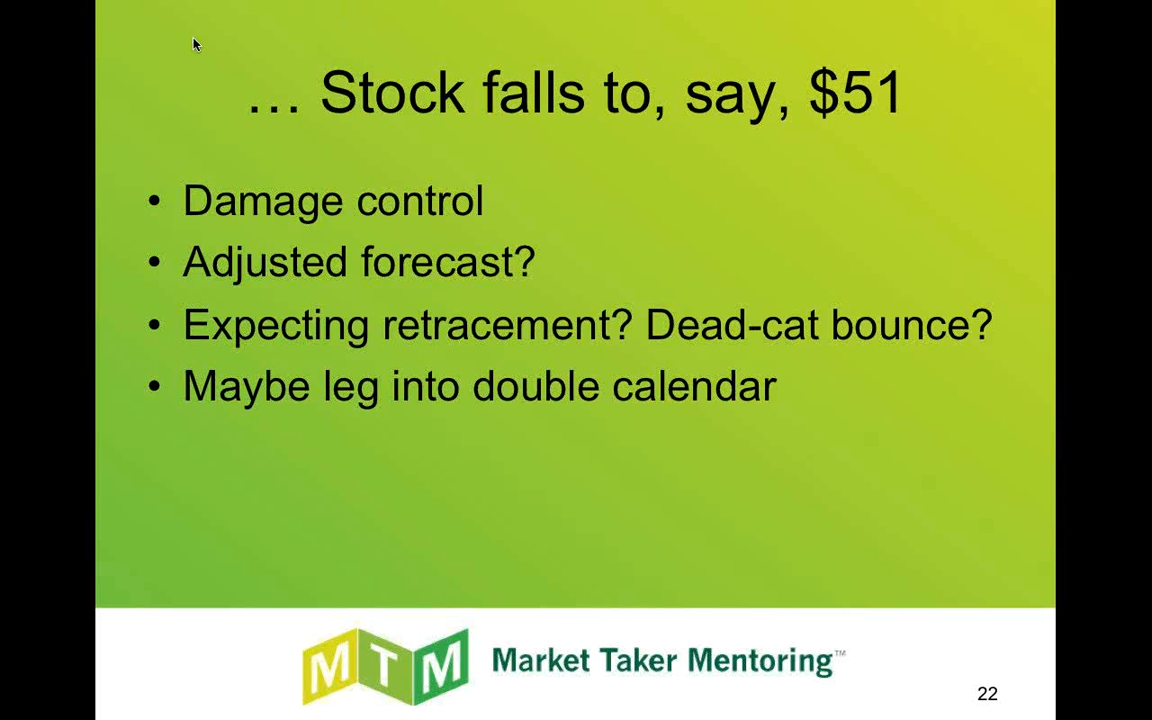 … Stock falls to, say, $51
• Damage control
• Adjusted forecast?
• Expecting retracement? Dead-cat bounce?
• Maybe leg into double calendar
MTM Market Taker Mentoring™
22